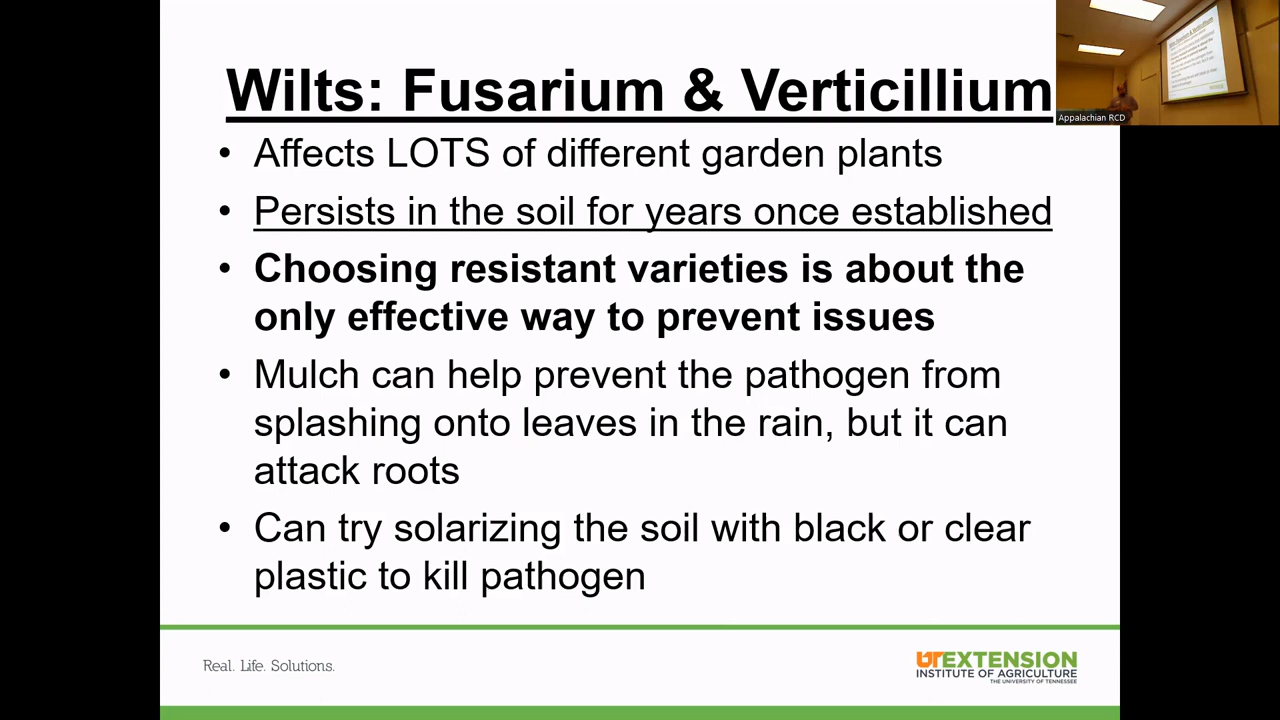 Wilts: Fusarium & Verticillium
Appalachian RCD
• Affects LOTS of different garden plants
• Persists in the soil for years once established
• Choosing resistant varieties is about the
only effective way to prevent issues
• Mulch can help prevent the pathogen from
splashing onto leaves in the rain, but it can
attack roots
• Can try solarizing the soil with black or clear
plastic to kill pathogen
Real. Life. Solutions.
UT EXTENSION
INSTITUTE OF AGRICULTURE
THE UNIVERSITY OF TENNESSEE